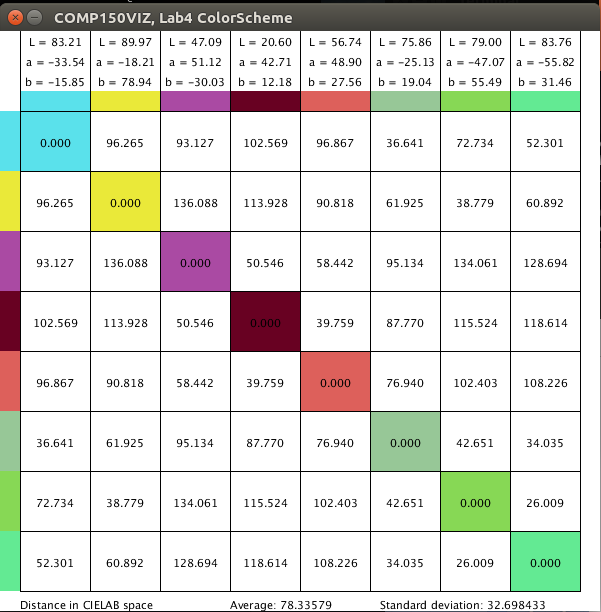 COMP150VIZ, Lab4 ColorScheme
L = 83.21 L = 89.97 L = 47.09 L = 20.60 L = 56.74 L = 75.86 L = 79.00 L = 83.76
a = −33.54 a = −18.21 a = 51.12 a = 42.71 a = 48.90 a = −25.13 a = −47.07 a = −55.82
b = −15.85 b = 78.94 b = −30.03 b = 12.18 b = 27.56 b = 19.04 b = 55.49 b = 31.46
0.000 96.265 93.127 102.569 96.867 36.641 72.734 52.301
96.265 0.000 136.088 113.928 90.818 61.925 38.779 60.892
93.127 136.088 0.000 50.546 58.442 95.134 134.061 128.694
102.569 113.928 50.546 0.000 39.759 87.770 115.524 118.614
96.867 90.818 58.442 39.759 0.000 76.940 102.403 108.226
36.641 61.925 95.134 87.770 76.940 0.000 42.651 34.035
72.734 38.779 134.061 115.524 102.403 42.651 0.000 26.009
52.301 60.892 128.694 118.614 108.226 34.035 26.009 0.000
Distance in CIELAB space Average: 78.33579 Standard deviation: 32.698433